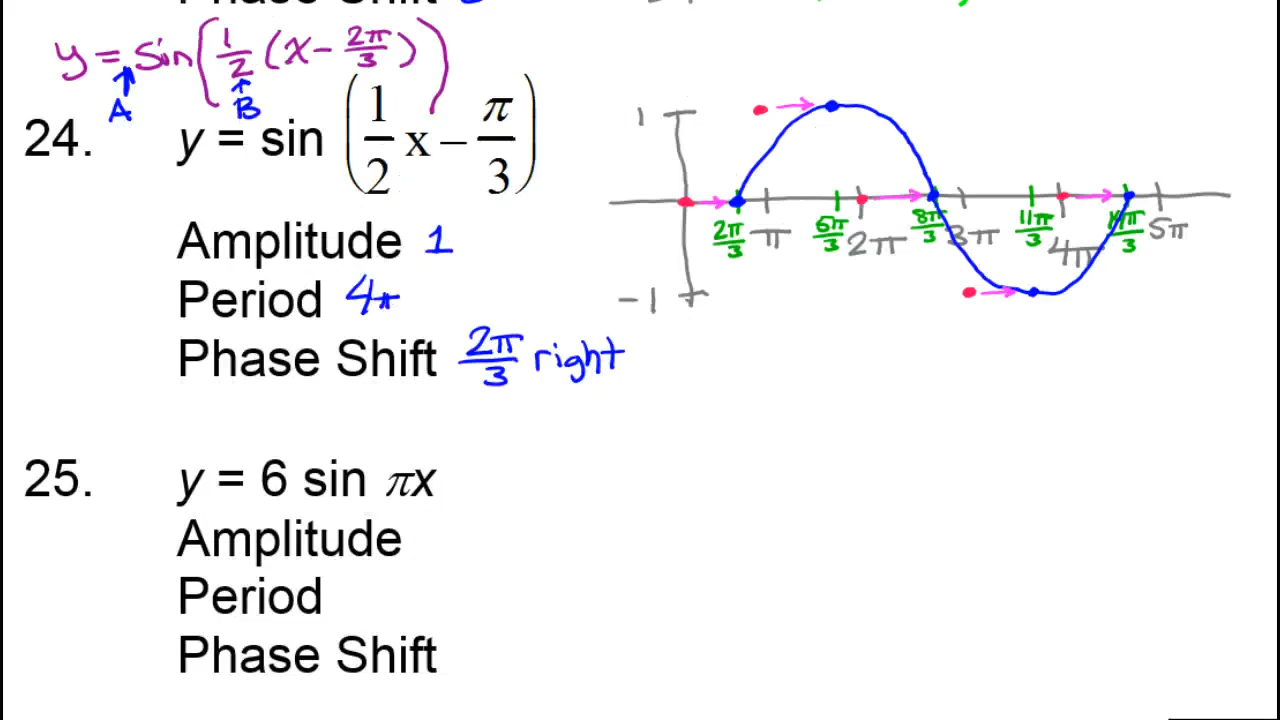 Phase Shift
y = sin(1/2(x − 2π/3))
A B
24. y = sin (1/2 x − π/3)
Amplitude 1
Period 4π
Phase Shift 2π/3 right
1
−1
2π/3 π 5π/3 2π 8π/3 3π 11π/3 4π 14π/3 5π
25. y = 6 sin πx
Amplitude
Period
Phase Shift